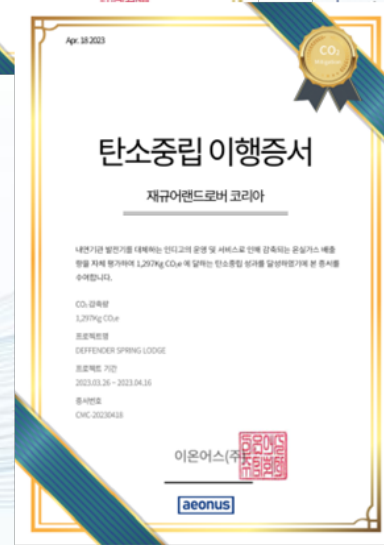 Apr. 18 2023
CO₂
Mitigation
탄소중립 이행증서
재규어랜드로버 코리아
내연기관 발전기를 대체하는 인디고의 운영 및 서비스로 인해 감축되는 온실가스 배출
량을 자체 평가하여 1,297Kg CO₂e 에 달하는 탄소중립 성과를 달성하였기에 본 증서를
수여합니다.
CO₂ 감축량
1,297Kg CO₂e
프로젝트명
DEFFENDER SPRING LODGE
프로젝트 기간
2023.03.26 ~ 2023.04.16
증서번호
CMC-20230418
이온어스(주)
aeonus